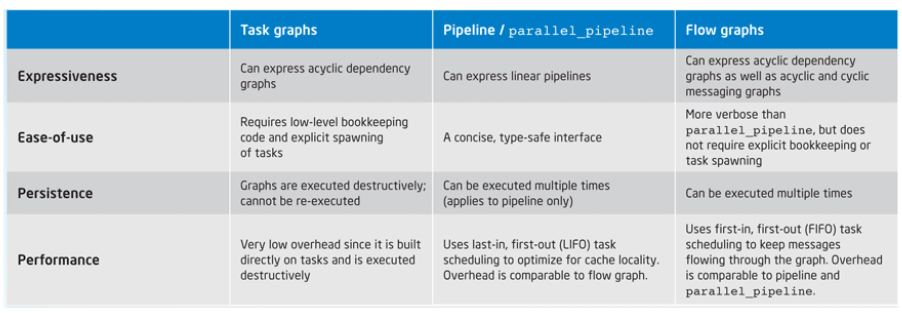 Task graphs
Pipeline / parallel_pipeline
Flow graphs
Expressiveness
Can express acyclic dependency
graphs
Can express linear pipelines
Can express acyclic dependency
graphs as well as acyclic and cyclic
messaging graphs
Ease-of-use
Requires low-level bookkeeping
code and explicit spawning
of tasks
A concise, type-safe interface
More verbose than
parallel_pipeline, but does
not require explicit bookkeeping or
task spawning
Persistence
Graphs are executed destructively;
cannot be re-executed
Can be executed multiple times
(applies to pipeline only)
Can be executed multiple times
Performance
Very low overhead since it is built
directly on tasks and is executed
destructively
Uses last-in, first-out (LIFO) task
scheduling to optimize for cache locality.
Overhead is comparable to flow graph.
Uses first-in, first-out (FIFO) task
scheduling to keep messages
flowing through the graph. Overhead
is comparable to pipeline and
parallel_pipeline.